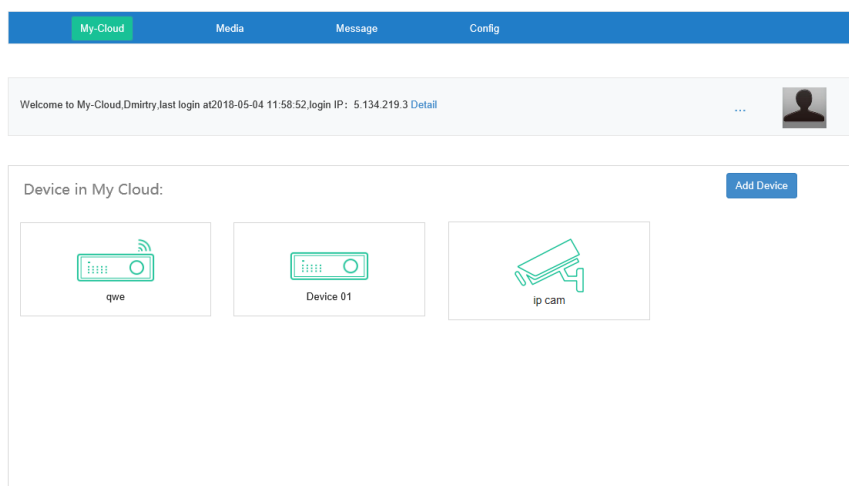 My-Cloud Media Message Config
Welcome to My-Cloud,Dmirtry,last login at2018-05-04 11:58:52,login IP： 5.134.219.3 Detail ...
Device in My Cloud: Add Device
qwe Device 01 ip cam